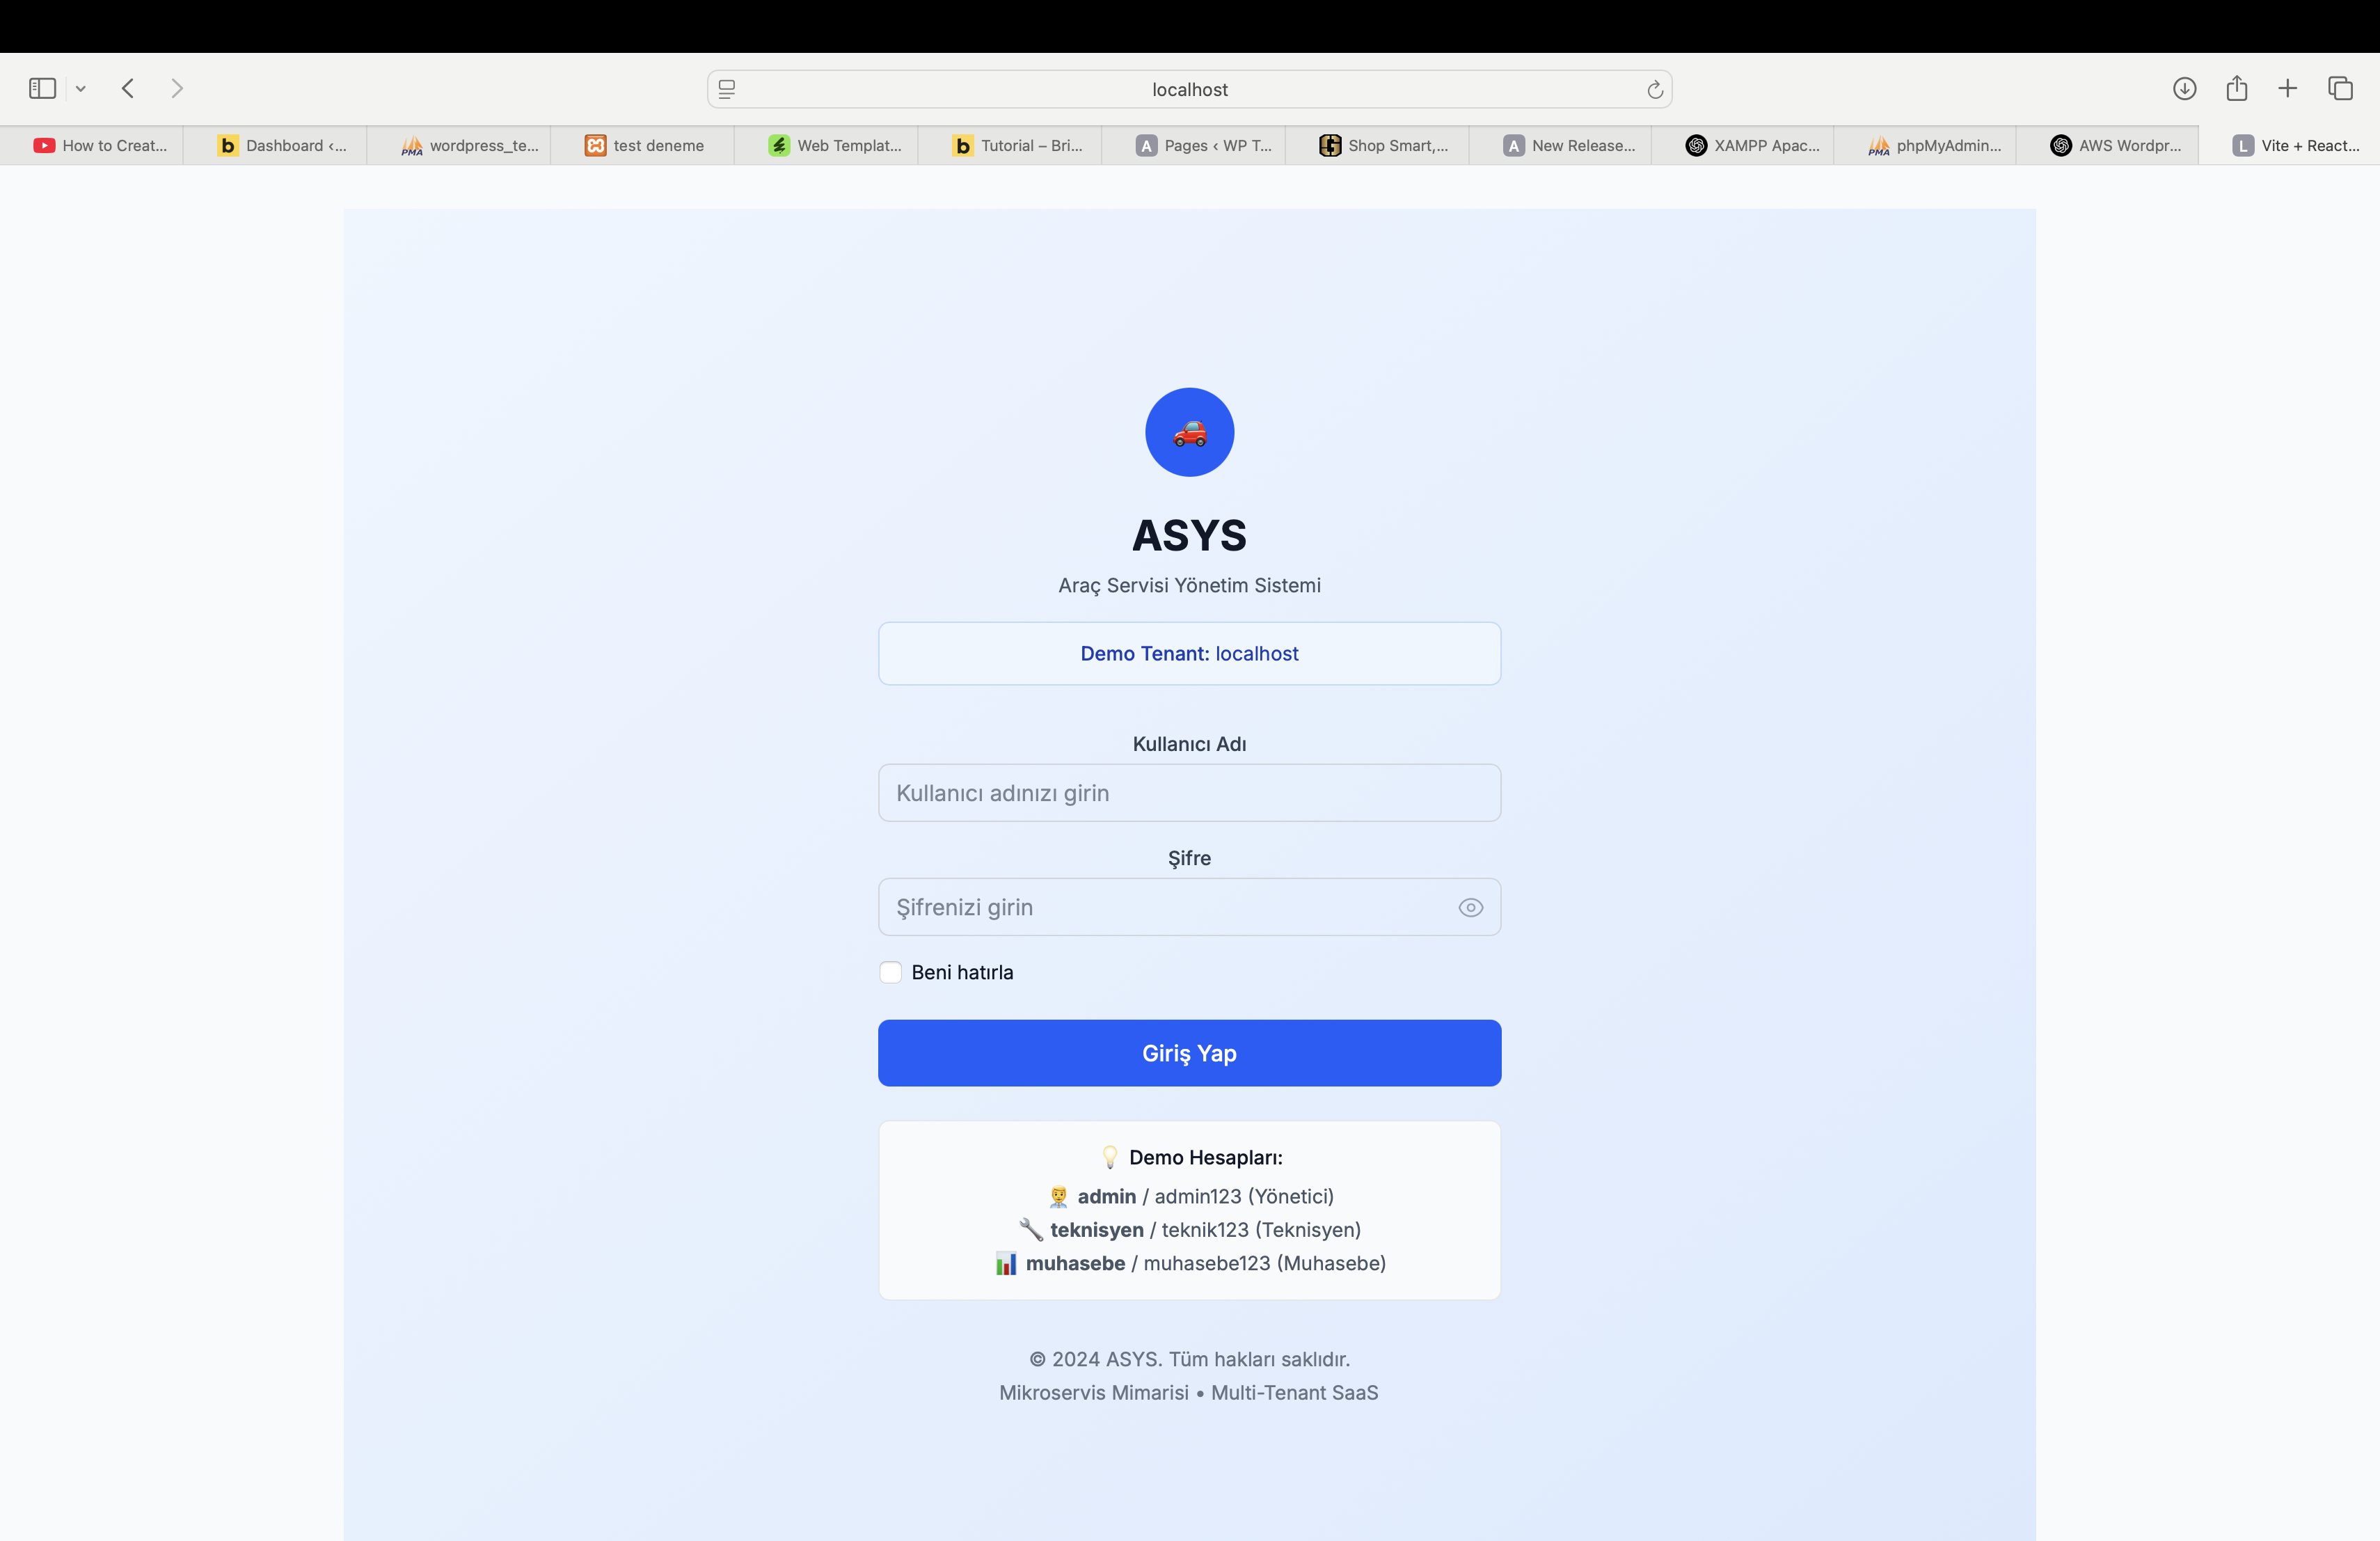 localhost
How to Creat...
Dashboard ‹...
wordpress_te...
test deneme
Web Templat...
Tutorial – Bri...
Pages ‹ WP T...
Shop Smart,...
New Release...
XAMPP Apac...
phpMyAdmin...
AWS Wordpr...
Vite + React...
ASYS
Araç Servisi Yönetim Sistemi
Demo Tenant: localhost
Kullanıcı Adı
Kullanıcı adınızı girin
Şifre
Şifrenizi girin
Beni hatırla
Giriş Yap
💡 Demo Hesapları:
👨‍💼 admin / admin123 (Yönetici)
🔧 teknisyen / teknik123 (Teknisyen)
📊 muhasebe / muhasebe123 (Muhasebe)
© 2024 ASYS. Tüm hakları saklıdır.
Mikroservis Mimarisi • Multi-Tenant SaaS